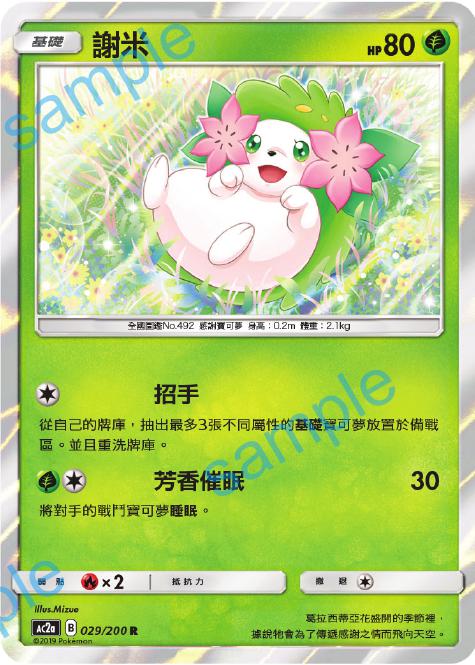 基礎 謝米 HP80
全國圖鑑No.492 感謝寶可夢 身高：0.2m 體重：2.1kg
招手
從自己的牌庫，抽出最多3張不同屬性的基礎寶可夢放置於備戰
區。並且重洗牌庫。
芳香催眠 30
將對手的戰鬥寶可夢睡眠。
弱點 ×2 抵抗力 撤退
Illus.Mizue
AC2a B 029/200 R
©2019 Pokémon
葛拉西蒂亞花盛開的季節裡，
據說牠會為了傳遞感謝之情而飛向天空。
sample
sample
sample